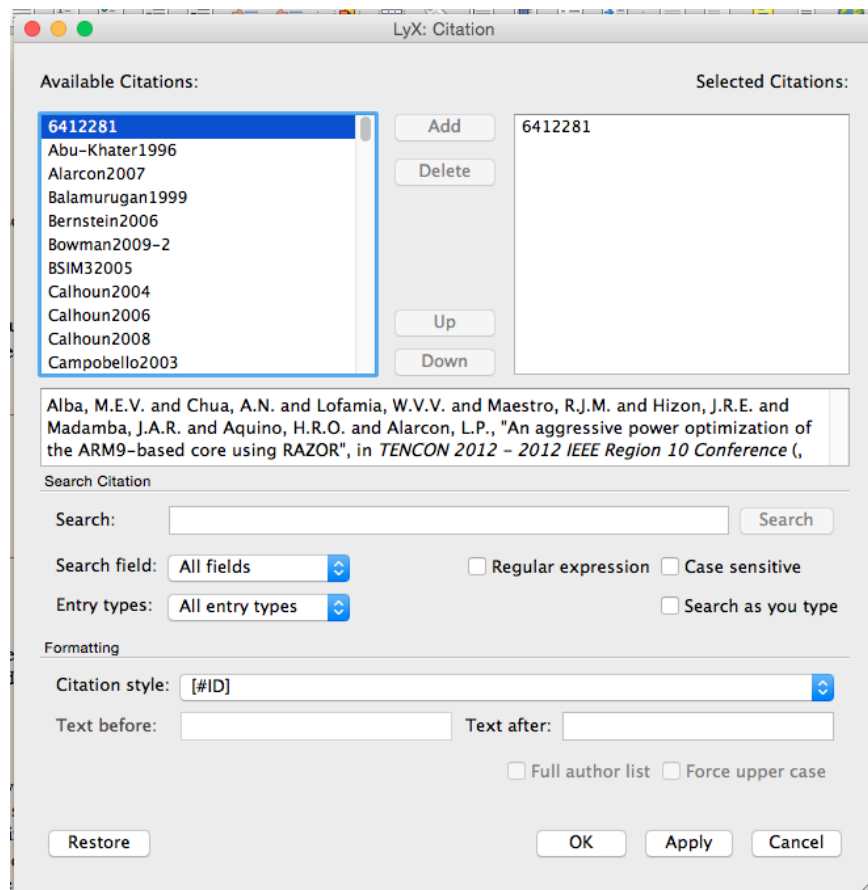 LyX: Citation
Available Citations:
Selected Citations:
6412281
Abu-Khater1996
Alarcon2007
Balamurugan1999
Bernstein2006
Bowman2009-2
BSIM32005
Calhoun2004
Calhoun2006
Calhoun2008
Campobello2003
Add
Delete
Up
Down
6412281
Alba, M.E.V. and Chua, A.N. and Lofamia, W.V.V. and Maestro, R.J.M. and Hizon, J.R.E. and
Madamba, J.A.R. and Aquino, H.R.O. and Alarcon, L.P., "An aggressive power optimization of
the ARM9-based core using RAZOR", in TENCON 2012 - 2012 IEEE Region 10 Conference (,
Search Citation
Search:
Search
Search field: All fields
Regular expression
Case sensitive
Entry types: All entry types
Search as you type
Formatting
Citation style: [#ID]
Text before:
Text after:
Full author list
Force upper case
Restore
OK
Apply
Cancel